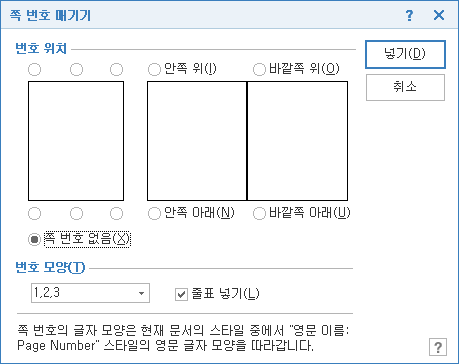 쪽 번호 매기기
번호 위치
안쪽 위(I)
바깥쪽 위(O)
안쪽 아래(N)
바깥쪽 아래(U)
쪽 번호 없음(X)
넣기(D)
취소
번호 모양(T)
1,2,3
줄표 넣기(L)
쪽 번호의 글자 모양은 현재 문서의 스타일 중에서 "영문 이름:
Page Number" 스타일의 영문 글자 모양을 따라갑니다.